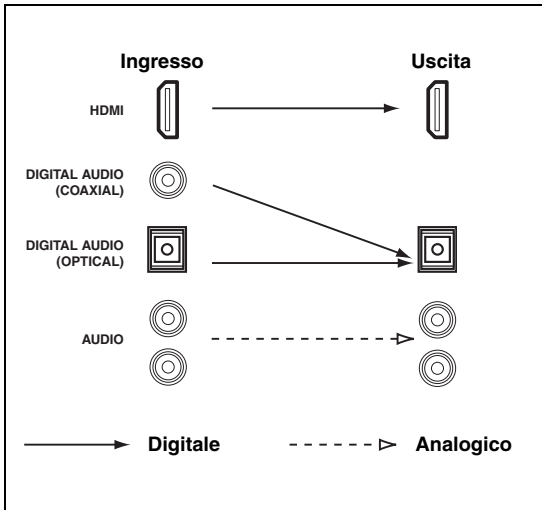 Ingresso Uscita
HDMI
DIGITAL AUDIO
(COAXIAL)
DIGITAL AUDIO
(OPTICAL)
AUDIO
Digitale Analogico